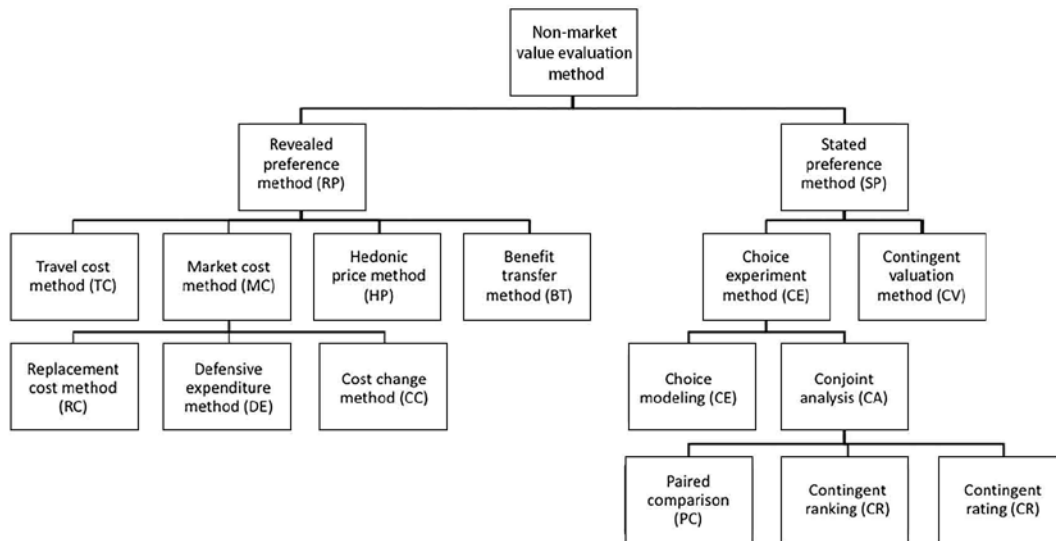 Non-market
value evaluation
method
Revealed
preference
method (RP)
Stated
preference
method (SP)
Travel cost
method (TC)
Market cost
method (MC)
Hedonic
price method
(HP)
Benefit
transfer
method (BT)
Choice
experiment
method (CE)
Contingent
valuation
method (CV)
Replacement
cost method
(RC)
Defensive
expenditure
method (DE)
Cost change
method (CC)
Choice
modeling (CE)
Conjoint
analysis (CA)
Paired
comparison
(PC)
Contingent
ranking (CR)
Contingent
rating (CR)